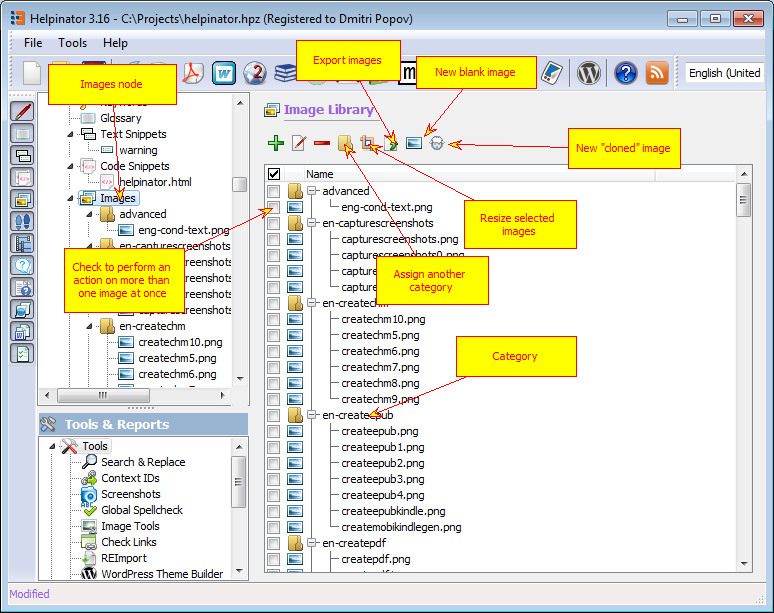 Helpinator 3.16 - C:\Projects\helpinator.hpz (Registered to Dmitri Popov)
File Tools Help
English (United
Images node
Export images
New blank image
New "cloned" image
Resize selected
images
Assign another
category
Check to perform an
action on more than
one image at once
Category
Glossary
Text Snippets
warning
Code Snippets
helpinator.html
Images
advanced
eng-cond-text.png
en-capturescreenshots
en-createchm
createchm10.png
createchm5.png
createchm6.png
Tools & Reports
Tools
Search & Replace
Context IDs
Screenshots
Global Spellcheck
Image Tools
Check Links
REImport
WordPress Theme Builder
Image Library
Name
advanced
eng-cond-text.png
en-capturescreenshots
capturescreenshots.png
capturescreenshots0.png
en-createchm
createchm10.png
createchm5.png
createchm6.png
createchm7.png
createchm8.png
createchm9.png
en-createepub
createepub.png
createepub1.png
createepub2.png
createepub3.png
createepub4.png
createepubkindle.png
createmobikindlegen.png
en-createpdf
createpdf.png
Modified